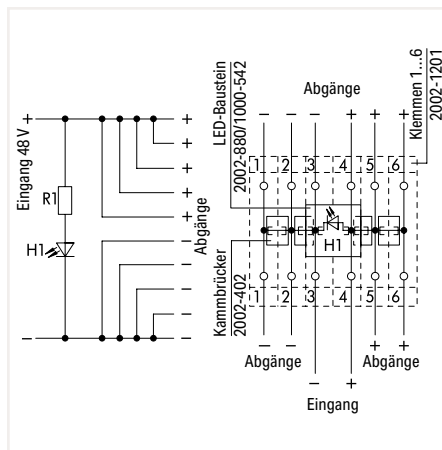 +
Eingang 48 V
R1
H1
–
+
+
+
+
+
Abgänge
–
–
–
–
–
LED-Baustein
2002-880/1000-542
Abgänge
Klemmen 1...6
2002-1201
– – – + + +
1 2 3 4 5 6
H1
Kammbrücker
2002-402
1 2 3 4 5 6
– – + +
Abgänge Abgänge
– +
Eingang